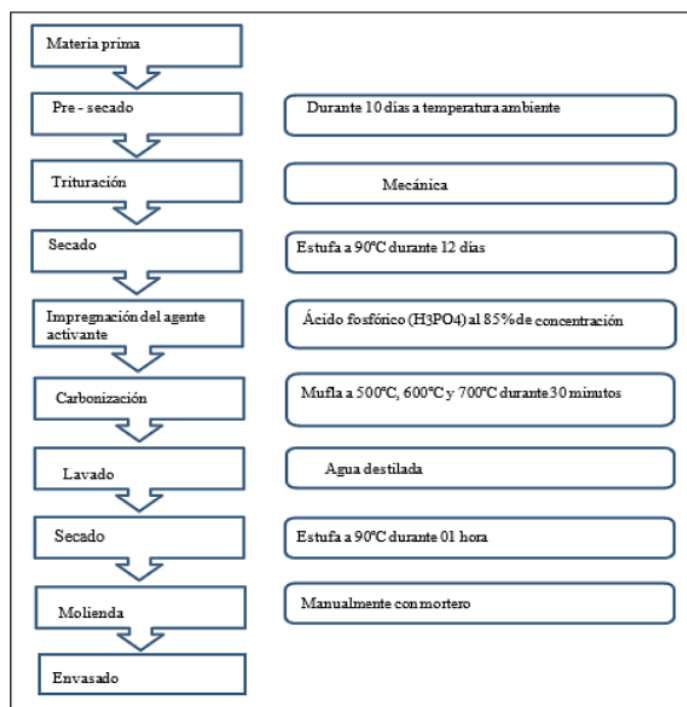 Materia prima
Pre - secado
Durante 10 días a temperatura ambiente
Trituración
Mecánica
Secado
Estufa a 90°C durante 12 días
Impregnación del agente
activante
Ácido fosfórico (H3PO4) al 85% de concentración
Carbonización
Mufla a 500°C, 600°C y 700°C durante 30 minutos
Lavado
Agua destilada
Secado
Estufa a 90°C durante 01 hora
Molienda
Manualmente con mortero
Envasado